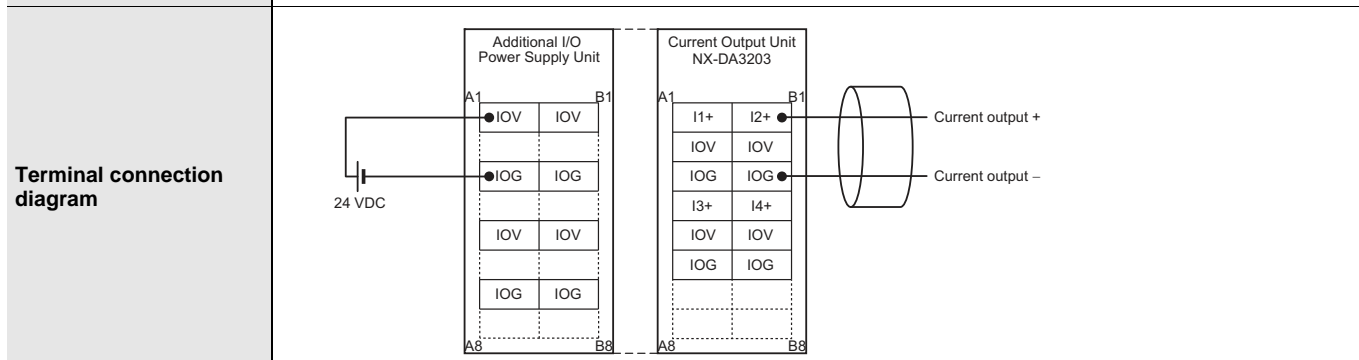 Terminal connection
diagram
Additional I/O
Power Supply Unit
A1 B1
IOV IOV
IOG IOG
IOV IOV
IOG IOG
A8 B8
24 VDC
Current Output Unit
NX-DA3203
A1 B1
I1+ I2+
IOV IOV
IOG IOG
I3+ I4+
IOV IOV
IOG IOG
A8 B8
Current output +
Current output −